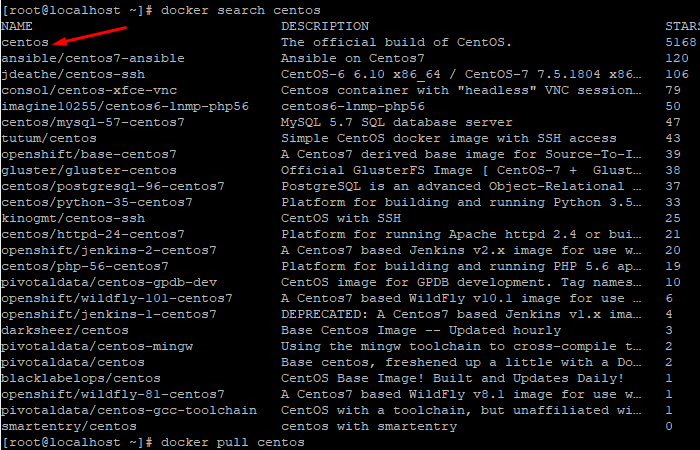 [root@localhost ~]# docker search centos
NAME DESCRIPTION STARS
centos The official build of CentOS. 5168
ansible/centos7-ansible Ansible on Centos7 120
jdeathe/centos-ssh CentOS-6 6.10 x86_64 / CentOS-7 7.5.1804 x86… 106
consol/centos-xfce-vnc Centos container with "headless" VNC session… 79
imagine10255/centos6-lnmp-php56 centos6-lnmp-php56 50
centos/mysql-57-centos7 MySQL 5.7 SQL database server 47
tutum/centos Simple CentOS docker image with SSH access 43
openshift/base-centos7 A Centos7 derived base image for Source-To-I… 39
gluster/gluster-centos Official GlusterFS Image [ CentOS-7 + Glust… 38
centos/postgresql-96-centos7 PostgreSQL is an advanced Object-Relational … 37
centos/python-35-centos7 Platform for building and running Python 3.5… 33
kinogmt/centos-ssh CentOS with SSH 25
centos/httpd-24-centos7 Platform for running Apache httpd 2.4 or bui… 21
openshift/jenkins-2-centos7 A Centos7 based Jenkins v2.x image for use w… 20
centos/php-56-centos7 Platform for building and running PHP 5.6 ap… 19
pivotaldata/centos-gpdb-dev CentOS image for GPDB development. Tag names… 10
openshift/wildfly-101-centos7 A Centos7 based WildFly v10.1 image for use … 6
openshift/jenkins-1-centos7 DEPRECATED: A Centos7 based Jenkins v1.x ima… 4
darksheer/centos Base Centos Image -- Updated hourly 3
pivotaldata/centos-mingw Using the mingw toolchain to cross-compile t… 2
pivotaldata/centos Base centos, freshened up a little with a Do… 2
blacklabelops/centos CentOS Base Image! Built and Updates Daily! 1
openshift/wildfly-81-centos7 A Centos7 based WildFly v8.1 image for use w… 1
pivotaldata/centos-gcc-toolchain CentOS with a toolchain, but unaffiliated wi… 1
smartentry/centos centos with smartentry 0
[root@localhost ~]# docker pull centos